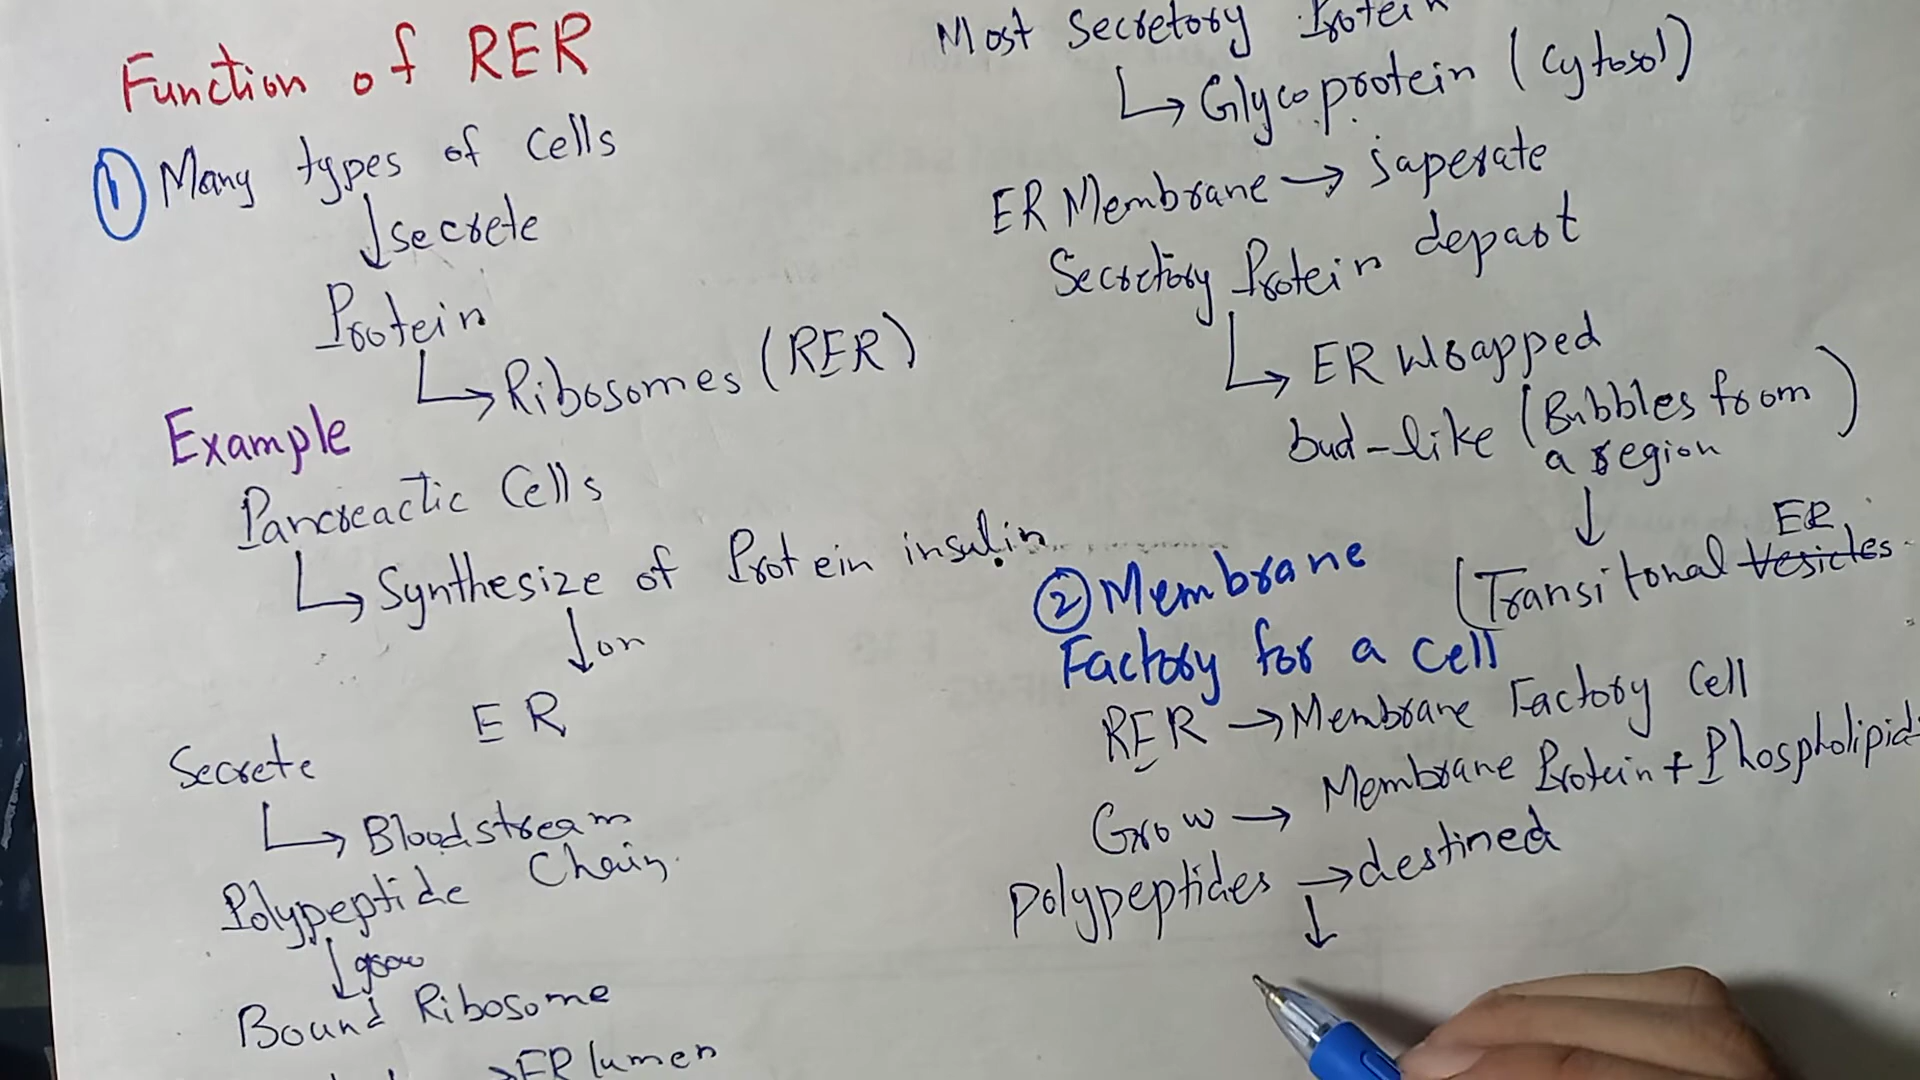 Function of RER
① Many types of cells
↓ secrete
Protein
↳ Ribosomes (RER)
Example
Pancreactic Cells
↳ Synthesize of Protein insulin
↓ on
ER
Secrete
↳ Bloodstream
Polypeptide Chain
↓ grow
Bound Ribosome
→ ER lumen
Most Secretory Protein
↳ Glycoprotein (Cytosol)
ER Membrane → saperate
Secretory Protein depart
↳ ER wrapped
bud-like (Bubbles from
a region)
↓
ER
(Transitonal Vesicles
② Membrane
Factory for a Cell
RER → Membrane Factory Cell
Grow → Membrane Protein + Phospholipid
Polypeptides → destined
↓